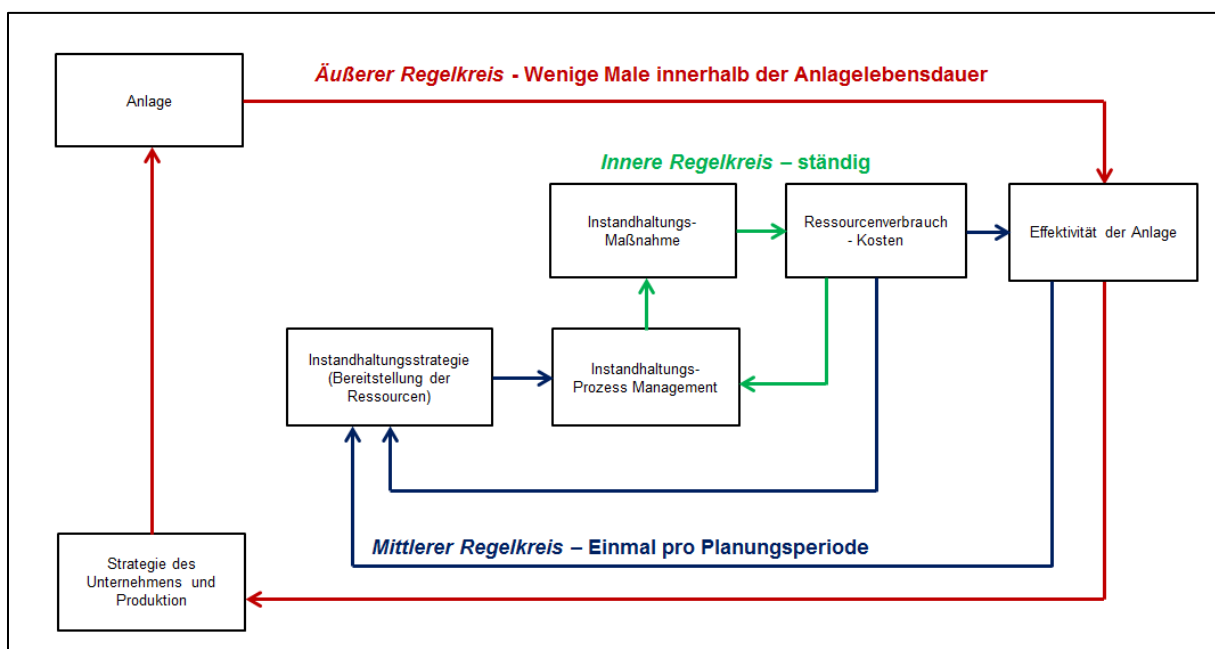 Äußerer Regelkreis - Wenige Male innerhalb der Anlagelebensdauer
Anlage
Innere Regelkreis – ständig
Instandhaltungs-
Maßnahme
Ressourcenverbrauch
- Kosten
Effektivität der Anlage
Instandhaltungsstrategie
(Bereitstellung der
Ressourcen)
Instandhaltungs-
Prozess Management
Mittlerer Regelkreis – Einmal pro Planungsperiode
Strategie des
Unternehmens und
Produktion